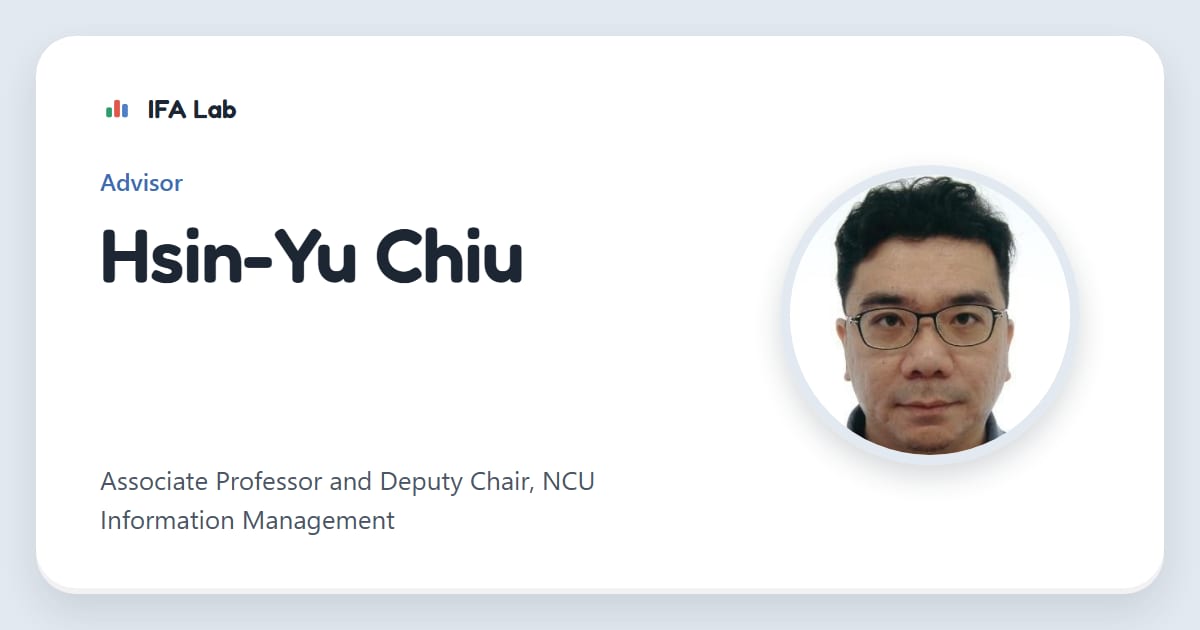 IFA Lab
Advisor
Hsin-Yu Chiu
Associate Professor and Deputy Chair, NCU
Information Management